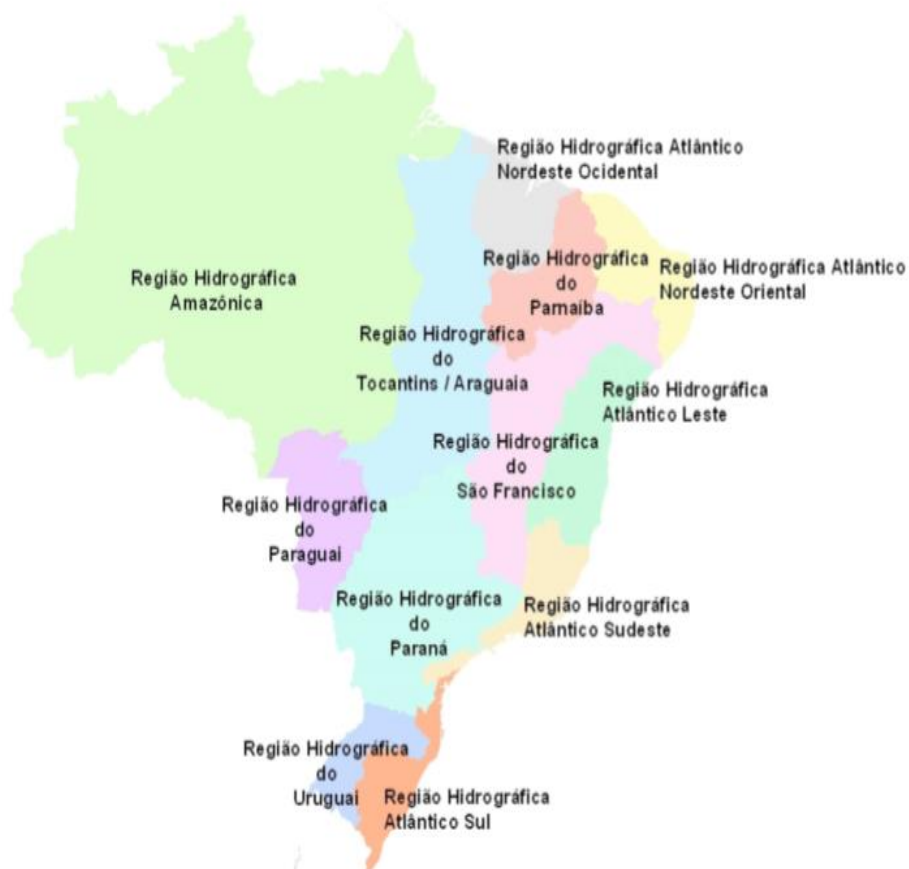 Região Hidrográfica Atlântico
Nordeste Ocidental
Região Hidrográfica
do
Parnaíba
Região Hidrográfica Atlântico
Nordeste Oriental
Região Hidrográfica
Amazónica
Região Hidrográfica
do
Tocantins / Araguaia
Região Hidrográfica
Atlântico Leste
Região Hidrográfica
do
São Francisco
Região Hidrográfica
do
Paraguai
Região Hidrográfica
do
Paraná
Região Hidrográfica
Atlântico Sudeste
Região Hidrográfica
do
Uruguai
Região Hidrográfica
Atlântico Sul